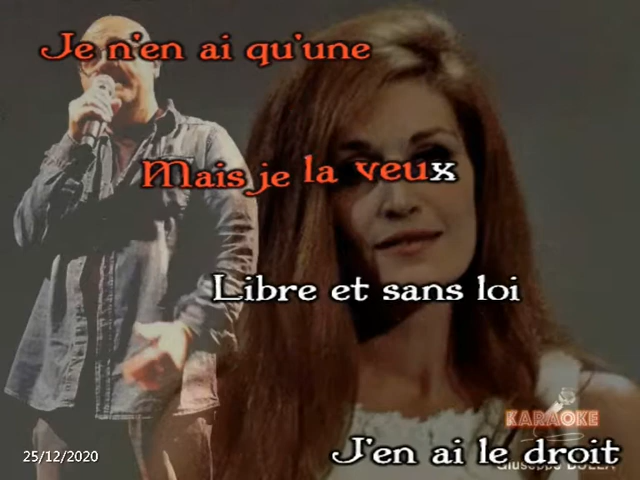 Je n'en ai qu'une
Mais je la veux
Libre et sans loi
KARAOKE
J'en ai le droit
25/12/2020